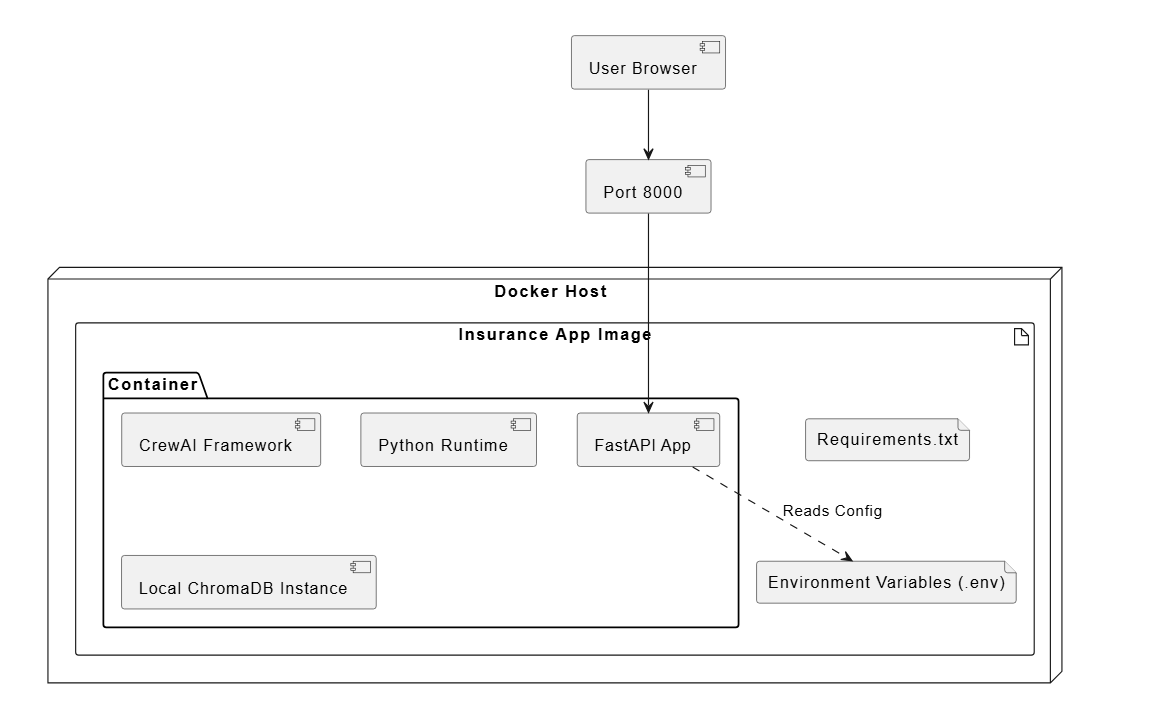 User Browser
Port 8000
Docker Host
Insurance App Image
Container
CrewAI Framework
Python Runtime
FastAPI App
Requirements.txt
Reads Config
Local ChromaDB Instance
Environment Variables (.env)